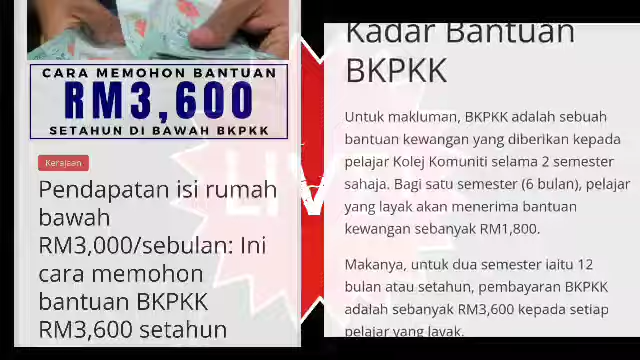 CARA MEMOHON BANTUAN
RM3,600
SETAHUN DI BAWAH BKPKK
Kerajaan
Pendapatan isi rumah
bawah
RM3,000/sebulan: Ini
cara memohon
bantuan BKPKK
RM3,600 setahun
Kadar Bantuan
BKPKK
Untuk makluman, BKPKK adalah sebuah
bantuan kewangan yang diberikan kepada
pelajar Kolej Komuniti selama 2 semester
sahaja. Bagi satu semester (6 bulan), pelajar
yang layak akan menerima bantuan
kewangan sebanyak RM1,800.
Makanya, untuk dua semester iaitu 12
bulan atau setahun, pembayaran BKPKK
adalah sebanyak RM3,600 kepada setiap
pelajar yang layak.